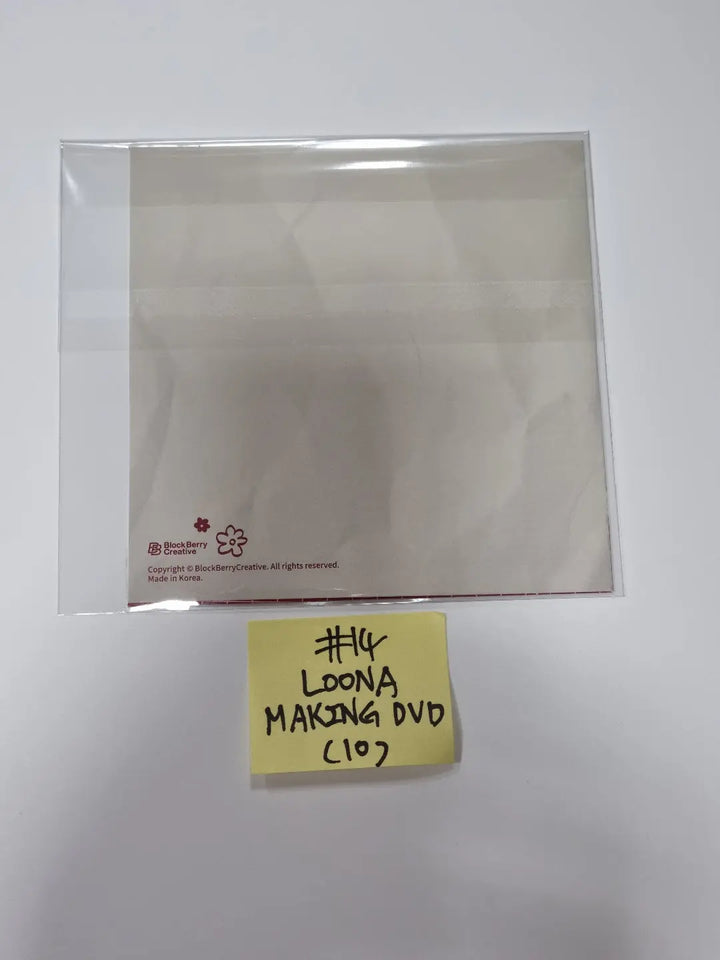 BlockBerry
Creative
Copyright © BlockBerryCreative. All rights reserved.
Made in Korea.
#14
LOONA
MAKING DVD
(10)